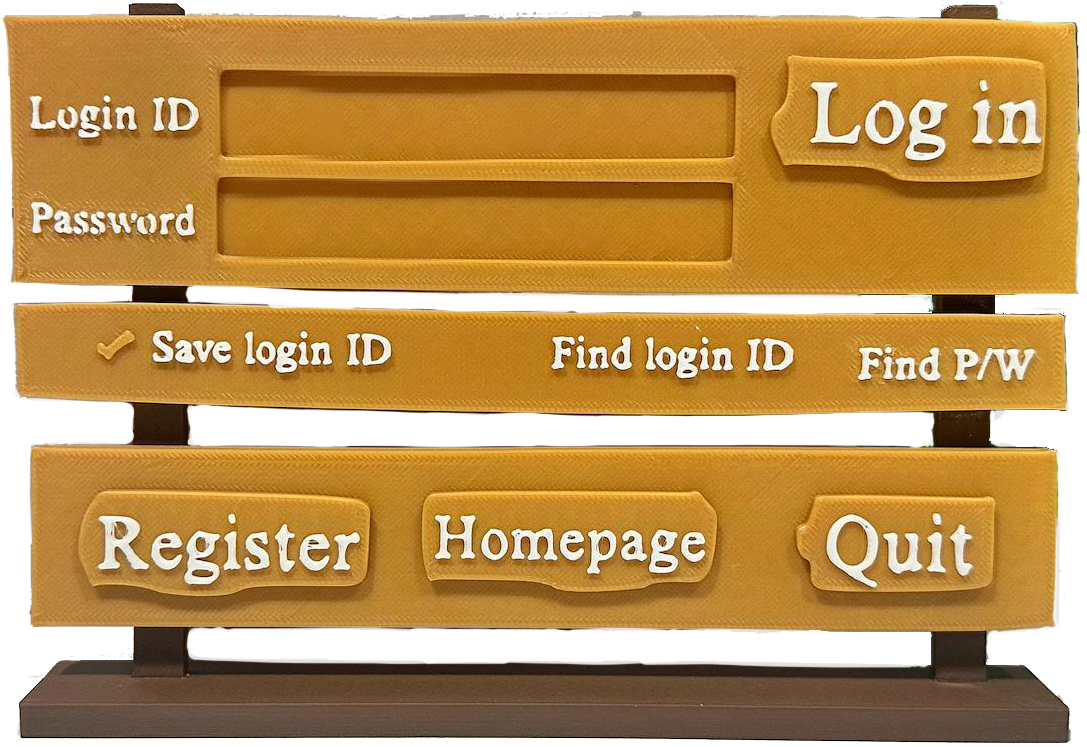 Login ID
Log in
Password
Save login ID
Find login ID
Find P/W
Register
Homepage
Quit